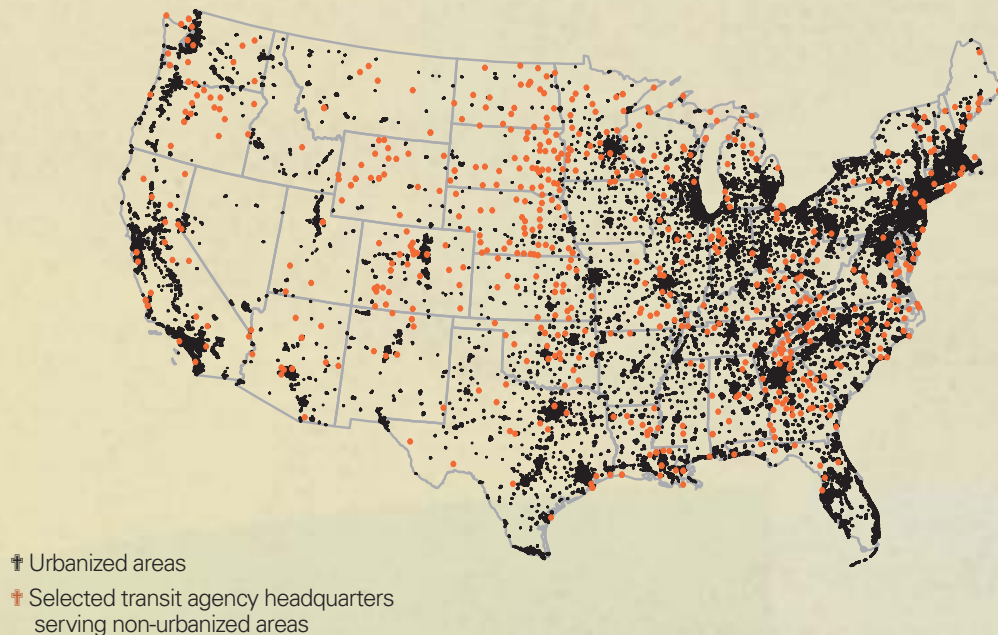 Urbanized areas
Selected transit agency headquarters
serving non-urbanized areas